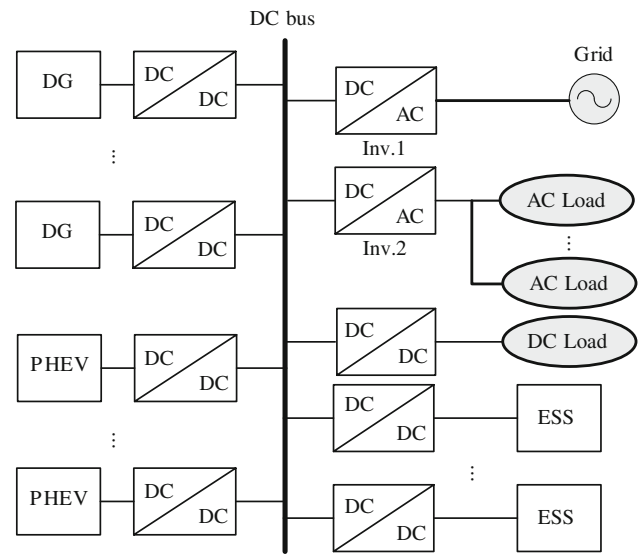 DC bus
DG
DC
DC
DC
AC
Inv.1
Grid
⋮
DG
DC
DC
DC
AC
Inv.2
AC Load
⋮
AC Load
PHEV
DC
DC
DC
DC
DC Load
⋮
DC
DC
ESS
⋮
PHEV
DC
DC
DC
DC
ESS